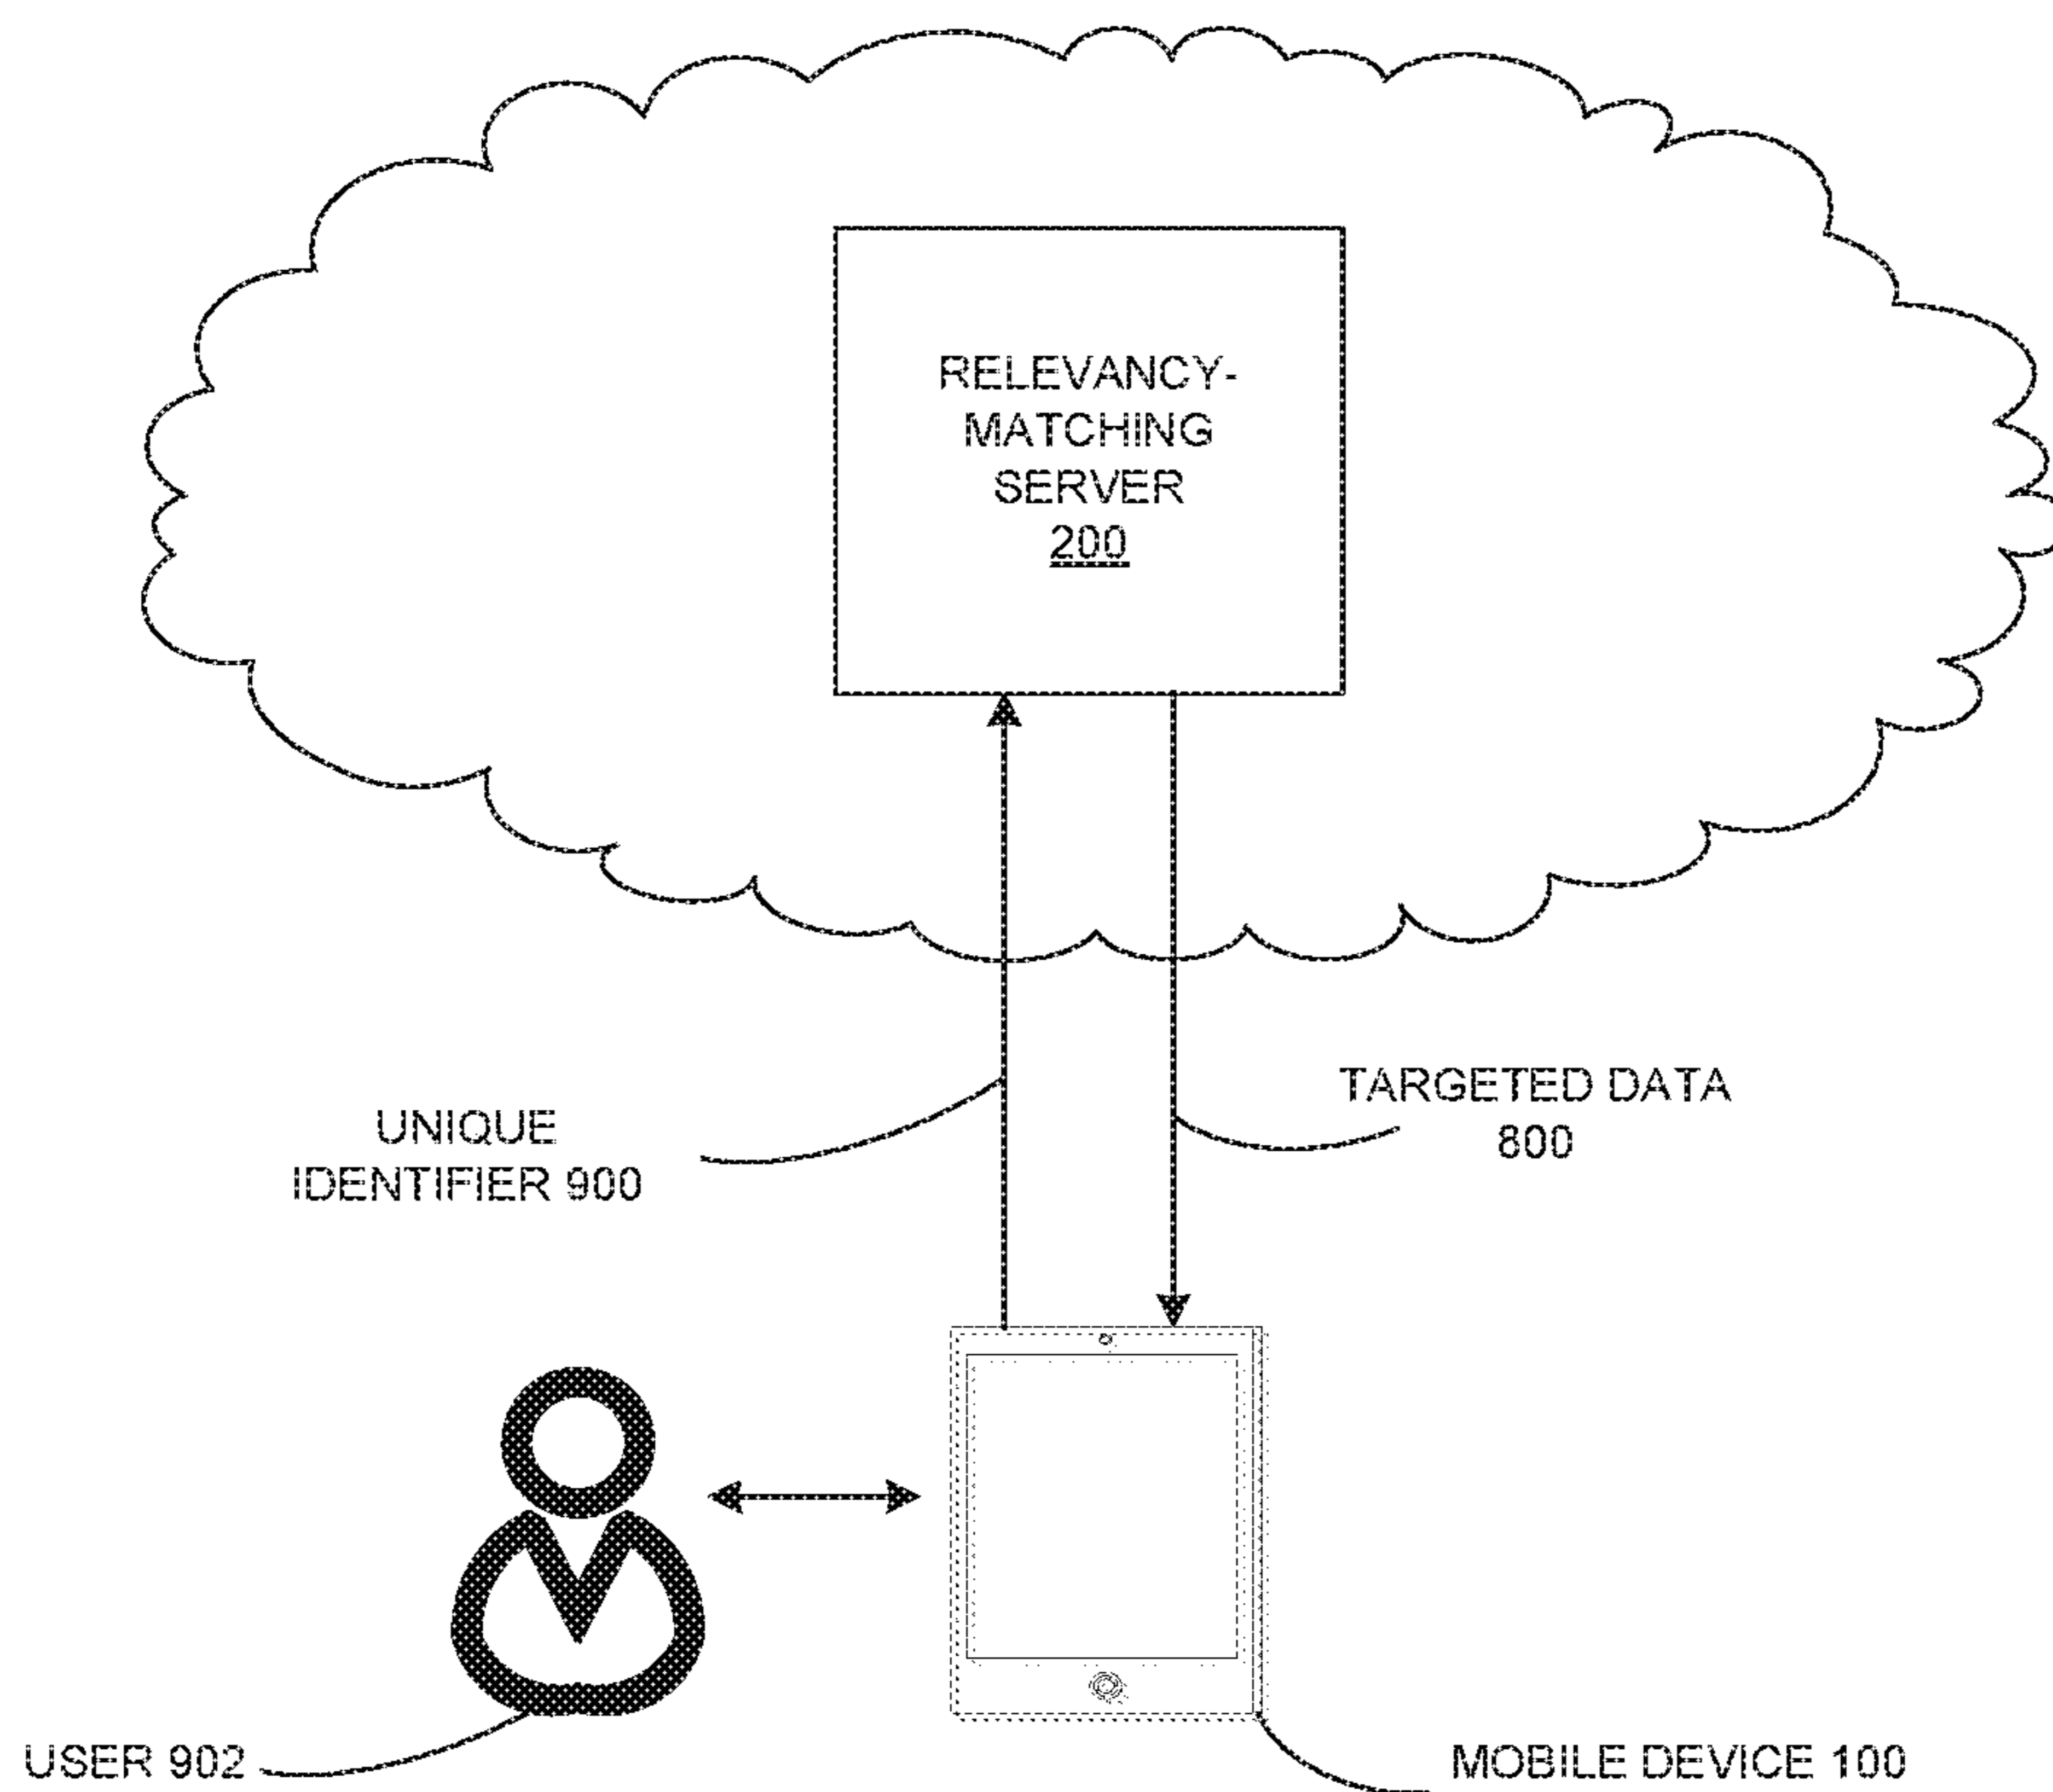 RELEVANCY-
MATCHING
SERVER
200
UNIQUE
IDENTIFIER 900
TARGETED DATA
800
USER 902
MOBILE DEVICE 100